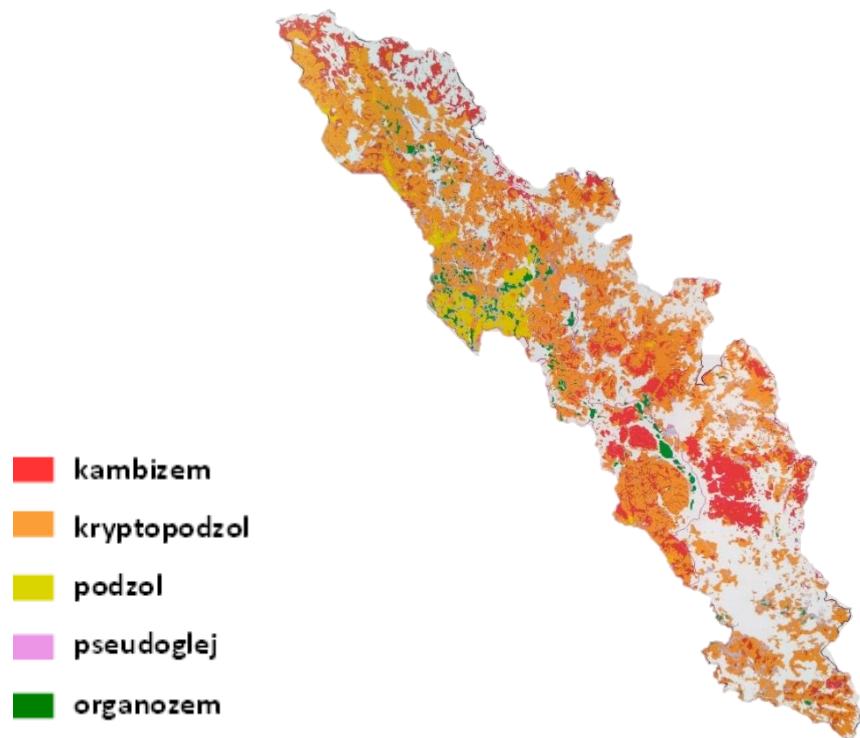 kambizem
kryptopodzol
podzol
pseudoglej
organozem